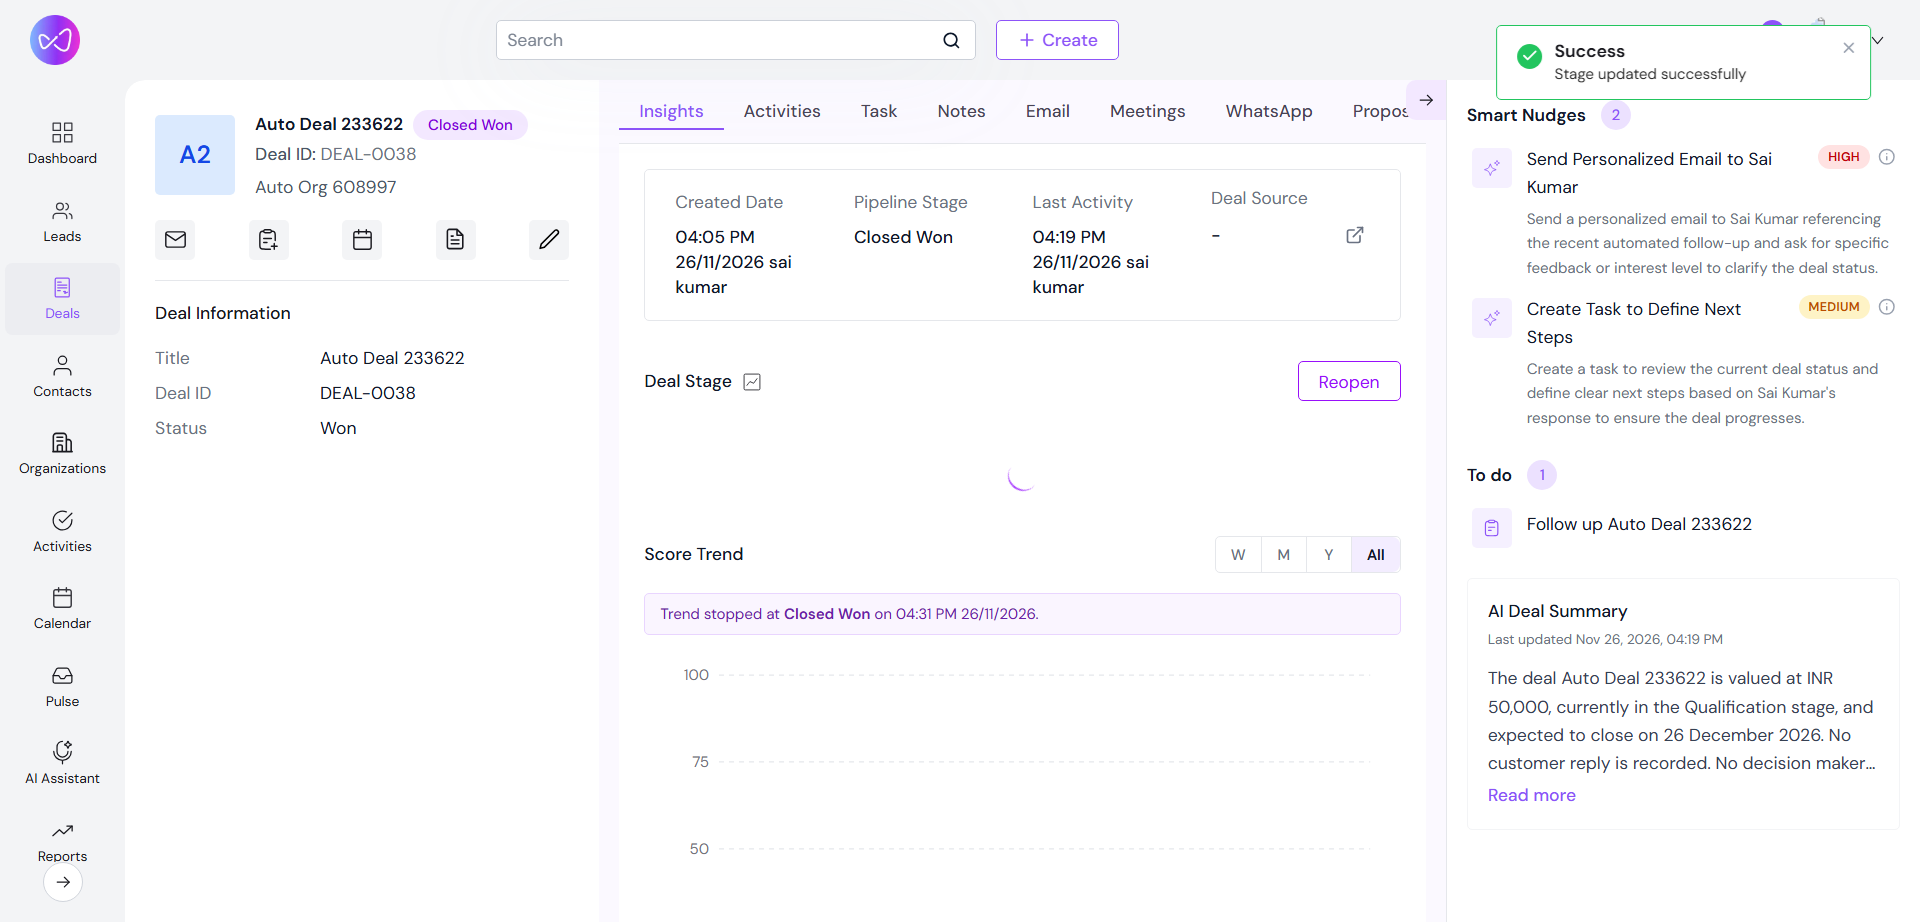 Search
Create
Success
Stage updated successfully
Dashboard
Leads
Deals
Contacts
Organizations
Activities
Calendar
Pulse
AI Assistant
Reports
A2
Auto Deal 233622
Closed Won
Deal ID: DEAL-0038
Auto Org 608997
Deal Information
Title
Auto Deal 233622
Deal ID
DEAL-0038
Status
Won
Insights
Activities
Task
Notes
Email
Meetings
WhatsApp
Propos
Created Date
04:05 PM
26/11/2026 sai
kumar
Pipeline Stage
Closed Won
Last Activity
04:19 PM
26/11/2026 sai
kumar
Deal Source
-
Deal Stage
Reopen
Score Trend
W
M
Y
All
Trend stopped at Closed Won on 04:31 PM 26/11/2026.
100
75
50
Smart Nudges
2
Send Personalized Email to Sai
Kumar
HIGH
Send a personalized email to Sai Kumar referencing
the recent automated follow-up and ask for specific
feedback or interest level to clarify the deal status.
Create Task to Define Next
Steps
MEDIUM
Create a task to review the current deal status and
define clear next steps based on Sai Kumar's
response to ensure the deal progresses.
To do
1
Follow up Auto Deal 233622
AI Deal Summary
Last updated Nov 26, 2026, 04:19 PM
The deal Auto Deal 233622 is valued at INR
50,000, currently in the Qualification stage, and
expected to close on 26 December 2026. No
customer reply is recorded. No decision maker...
Read more